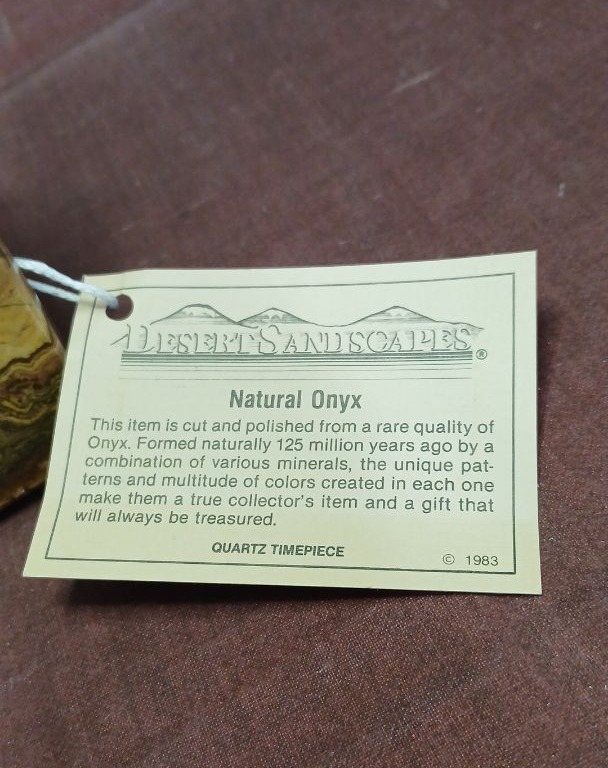 DESERT SANDSCAPES®
Natural Onyx
This item is cut and polished from a rare quality of
Onyx. Formed naturally 125 million years ago by a
combination of various minerals, the unique pat-
terns and multitude of colors created in each one
make them a true collector's item and a gift that
will always be treasured.
QUARTZ TIMEPIECE
© 1983